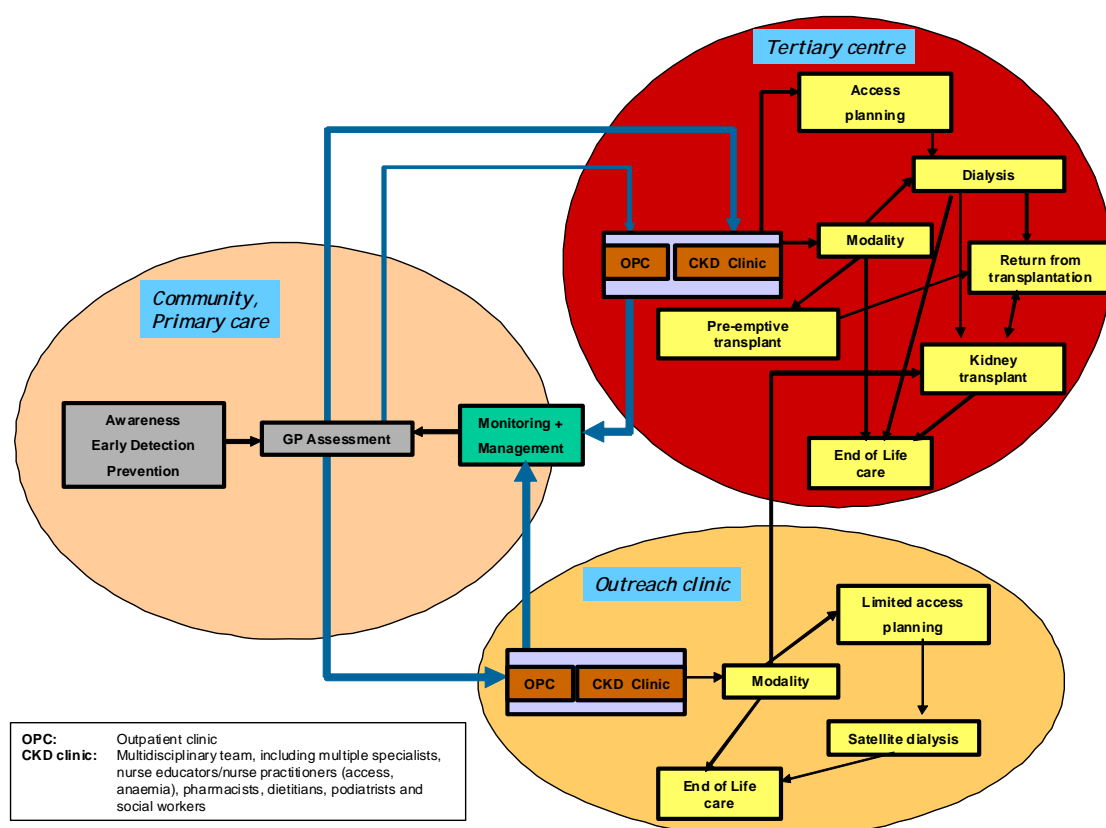 Tertiary centre
Access
planning
Dialysis
Modality
OPC
CKD Clinic
Return from
transplantation
Pre-emptive
transplant
Kidney
transplant
End of Life
care
Community,
Primary care
Awareness
Early Detection
Prevention
GP Assessment
Monitoring +
Management
Outreach clinic
Limited access
planning
OPC
CKD Clinic
Modality
Satellite dialysis
End of Life
care
OPC: Outpatient clinic
CKD clinic: Multidisciplinary team, including multiple specialists,
nurse educators/nurse practitioners (access,
anaemia), pharmacists, dietitians, podiatrists and
social workers